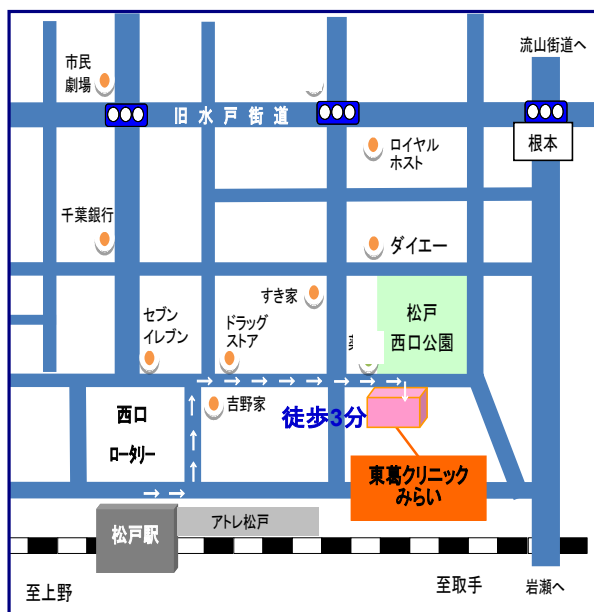 流山街道へ
市民
劇場
旧水戸街道
根本
ロイヤル
ホスト
千葉銀行
ダイエー
すき家
セブン
イレブン
ドラッグ
ストア
松戸
西口公園
西口
ロータリー
吉野家
徒歩3分
東葛クリニック
みらい
アトレ松戸
松戸駅
至上野
至取手
岩瀬へ